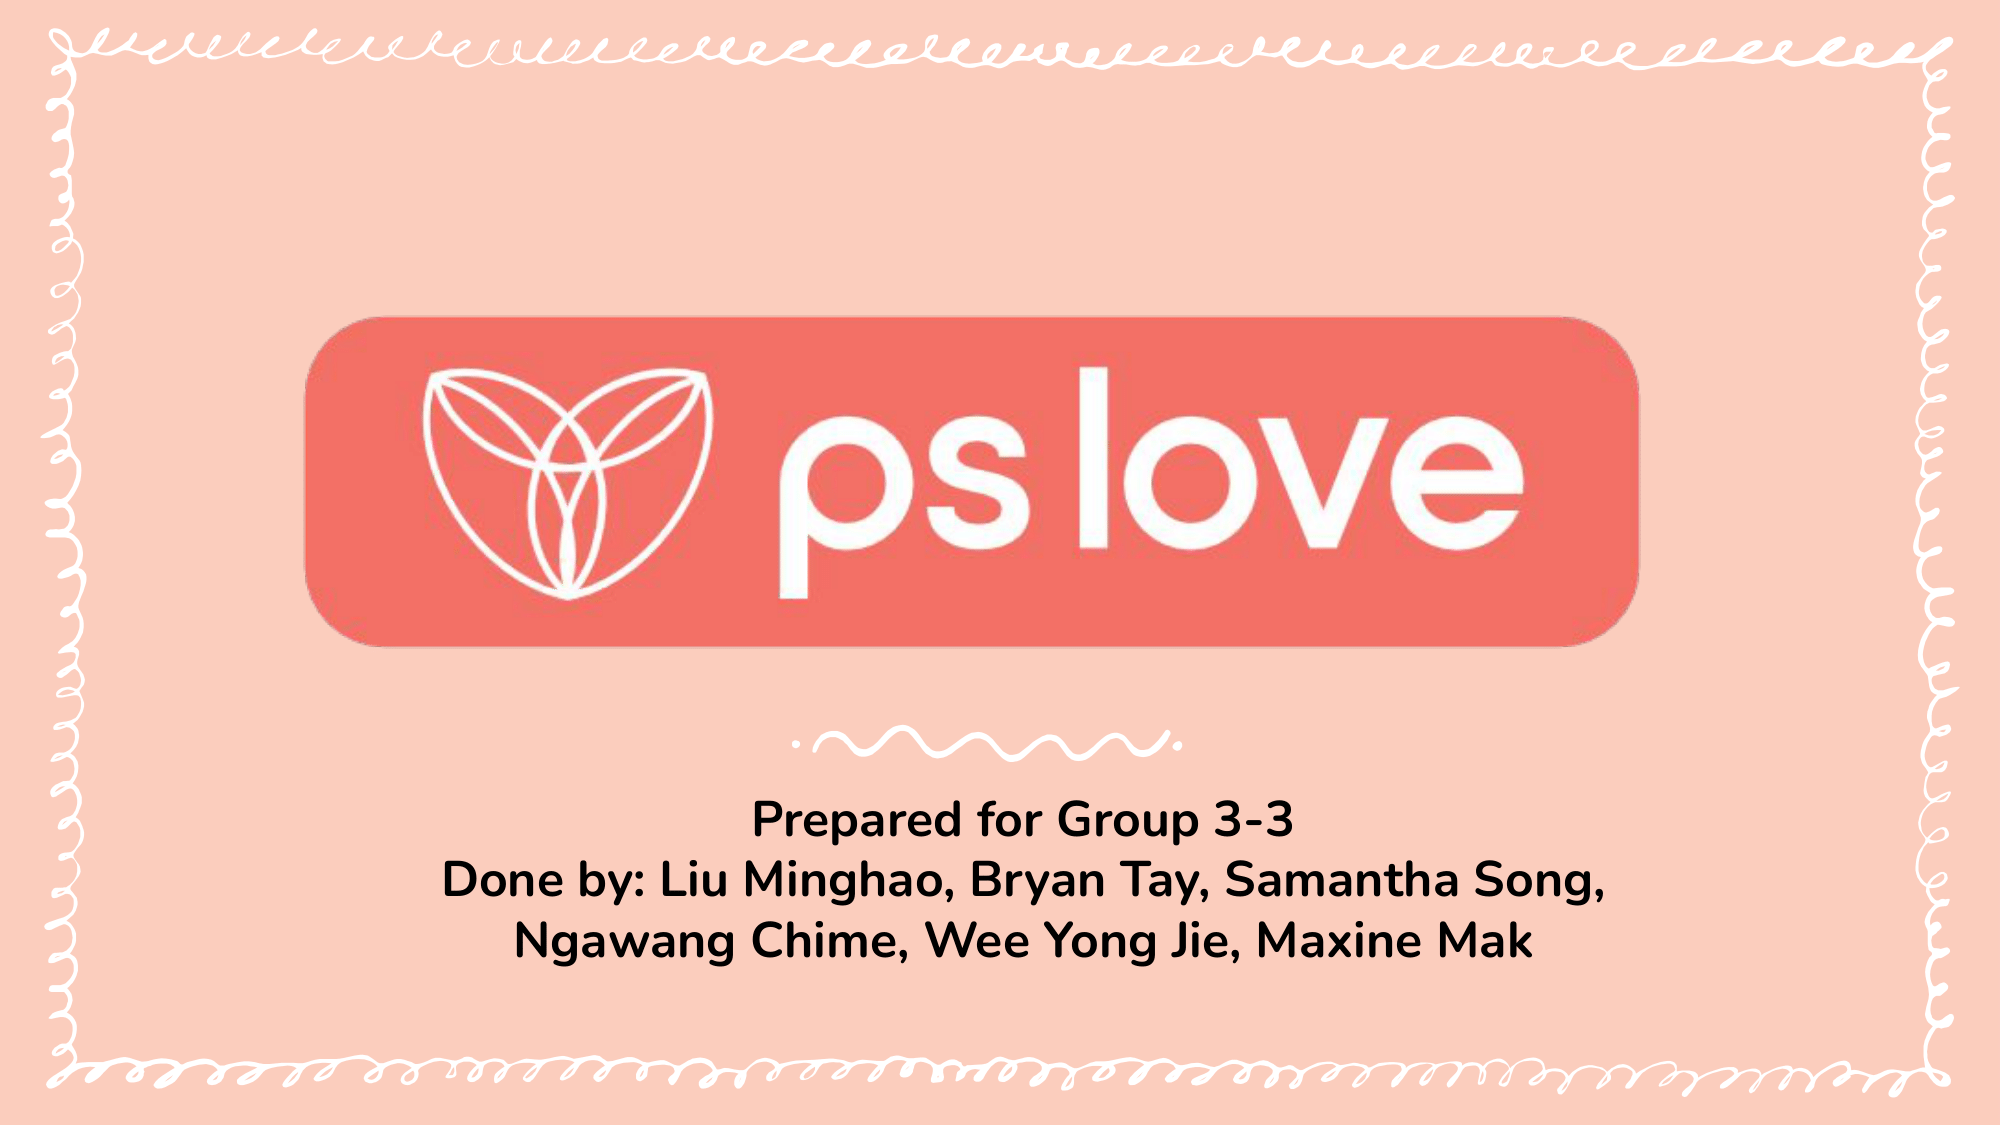 ps love
Prepared for Group 3-3
Done by: Liu Minghao, Bryan Tay, Samantha Song,
Ngawang Chime, Wee Yong Jie, Maxine Mak